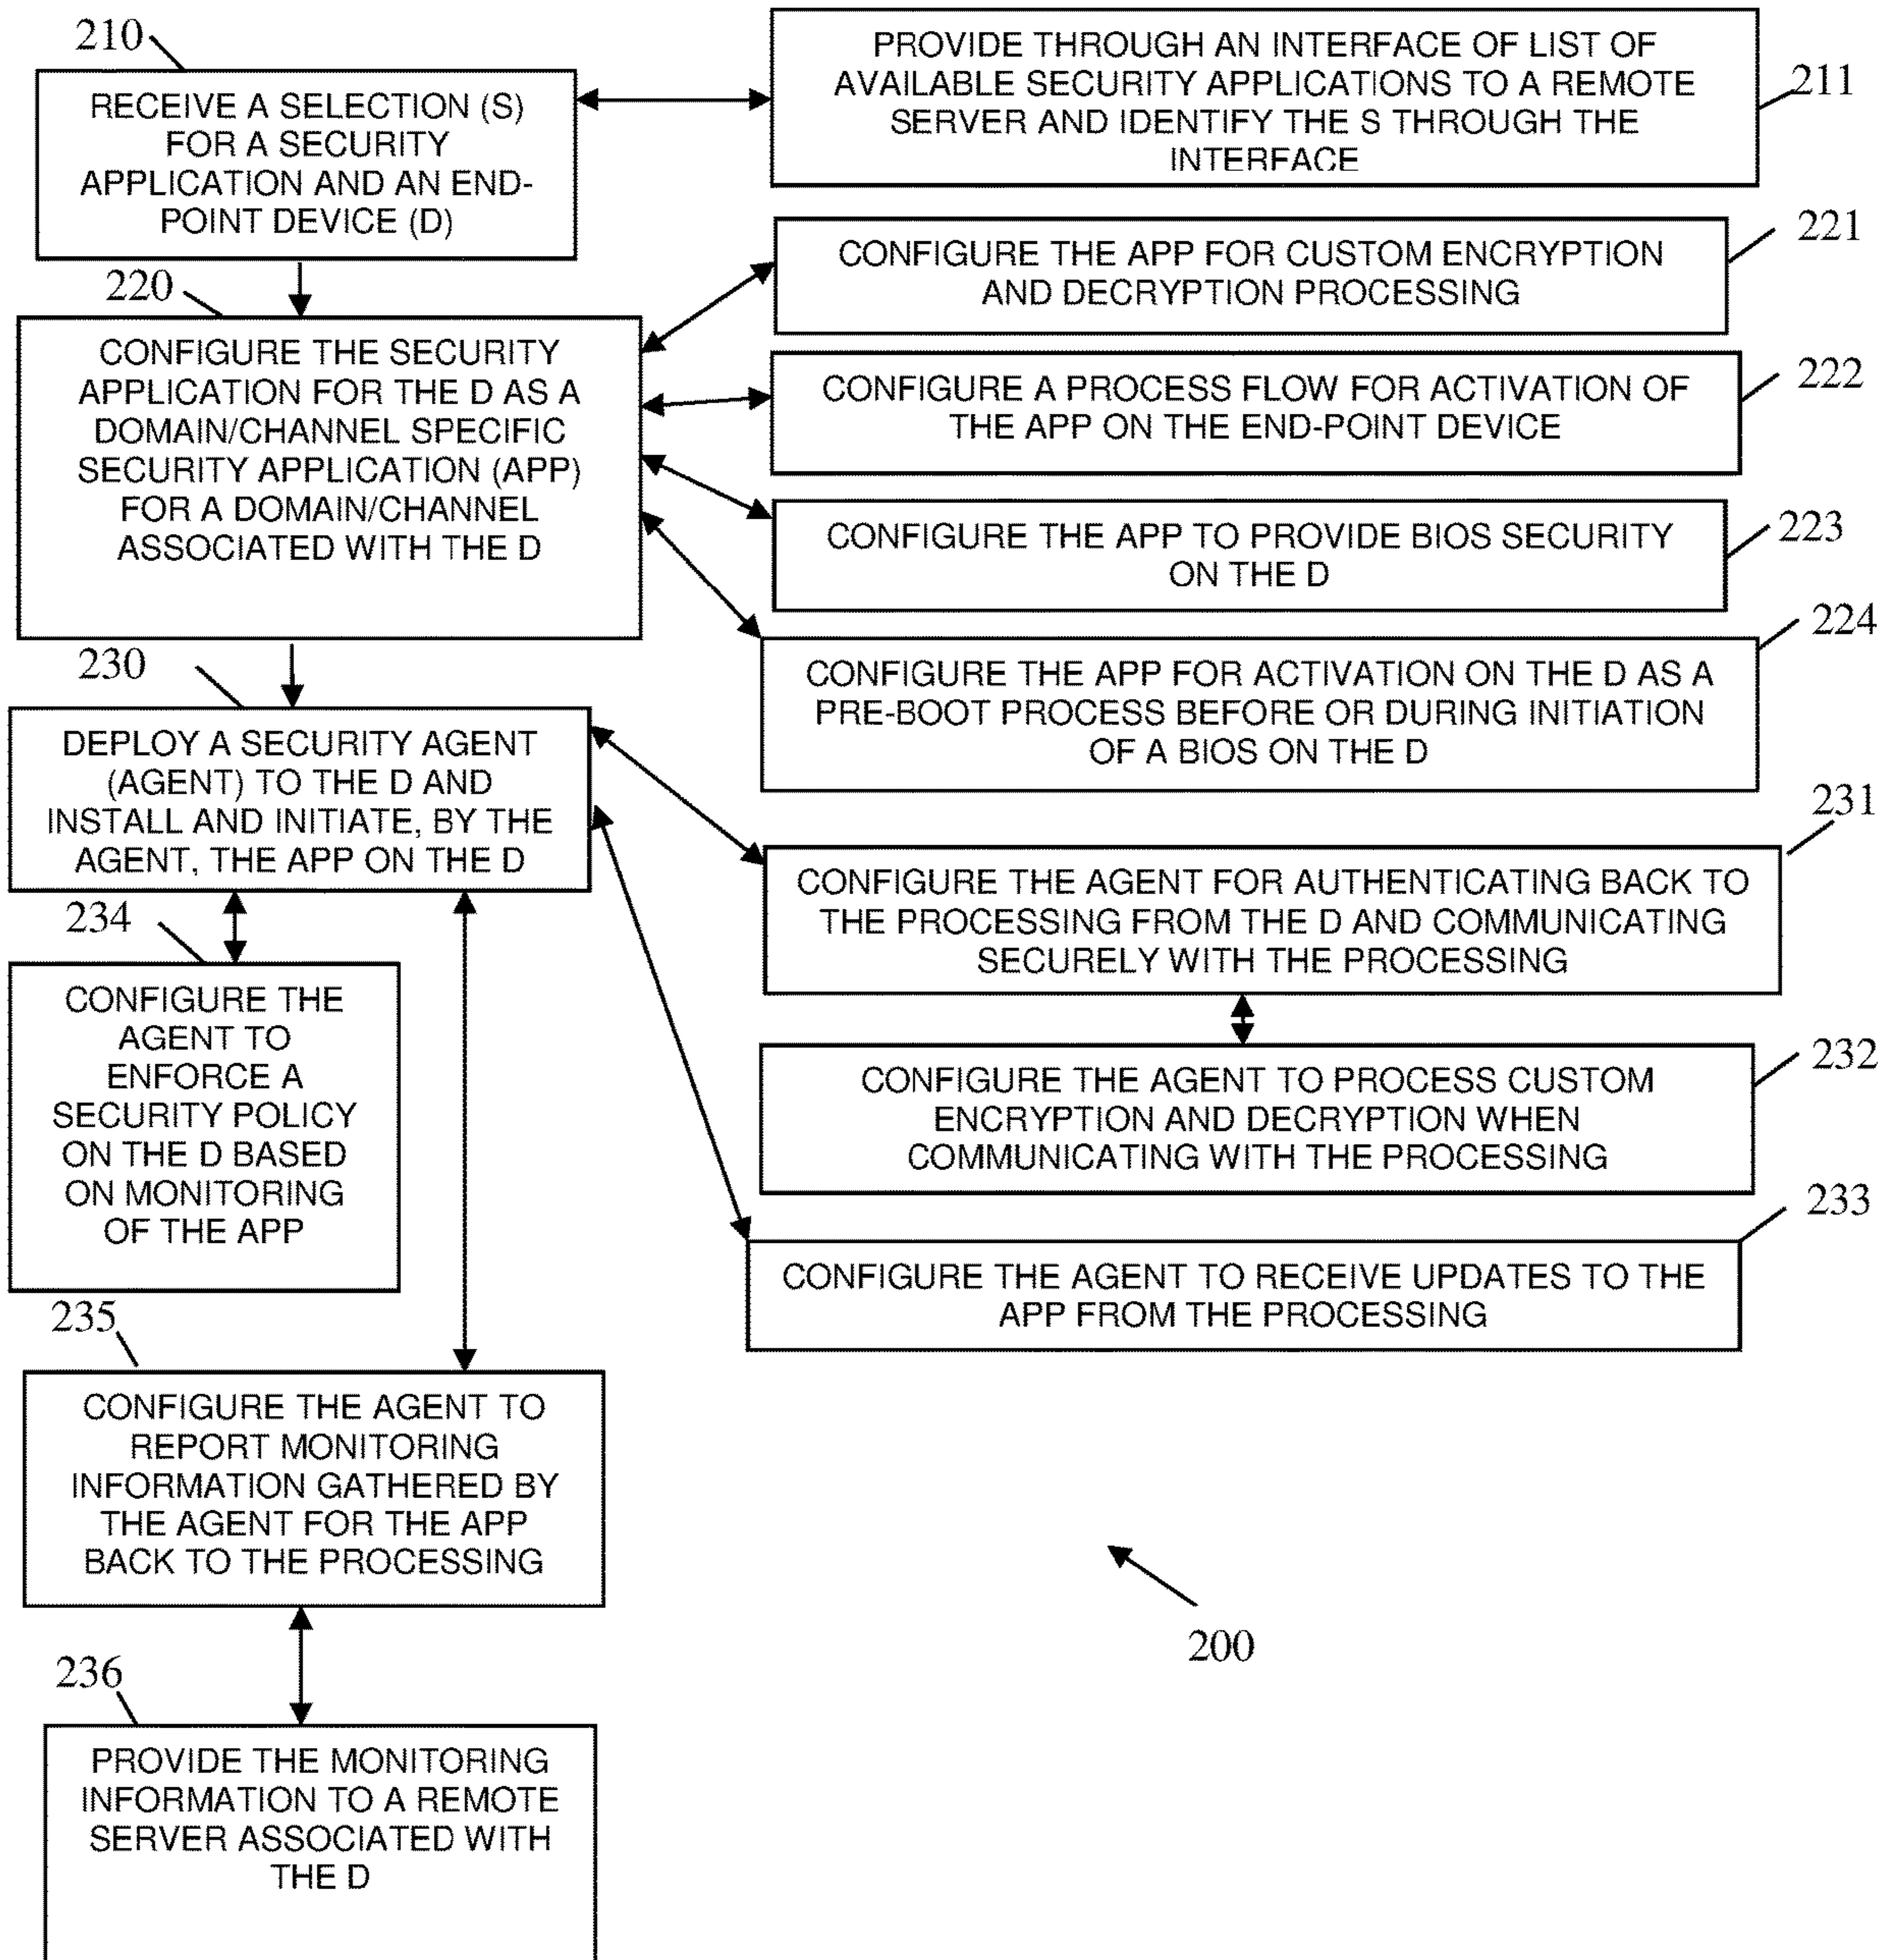 210
RECEIVE A SELECTION (S)
FOR A SECURITY
APPLICATION AND AN END-
POINT DEVICE (D)
PROVIDE THROUGH AN INTERFACE OF LIST OF
AVAILABLE SECURITY APPLICATIONS TO A REMOTE
SERVER AND IDENTIFY THE S THROUGH THE
INTERFACE
211
220
CONFIGURE THE SECURITY
APPLICATION FOR THE D AS A
DOMAIN/CHANNEL SPECIFIC
SECURITY APPLICATION (APP)
FOR A DOMAIN/CHANNEL
ASSOCIATED WITH THE D
221
CONFIGURE THE APP FOR CUSTOM ENCRYPTION
AND DECRYPTION PROCESSING
222
CONFIGURE A PROCESS FLOW FOR ACTIVATION OF
THE APP ON THE END-POINT DEVICE
223
CONFIGURE THE APP TO PROVIDE BIOS SECURITY
ON THE D
224
CONFIGURE THE APP FOR ACTIVATION ON THE D AS A
PRE-BOOT PROCESS BEFORE OR DURING INITIATION
OF A BIOS ON THE D
230
DEPLOY A SECURITY AGENT
(AGENT) TO THE D AND
INSTALL AND INITIATE, BY THE
AGENT, THE APP ON THE D
231
CONFIGURE THE AGENT FOR AUTHENTICATING BACK TO
THE PROCESSING FROM THE D AND COMMUNICATING
SECURELY WITH THE PROCESSING
232
CONFIGURE THE AGENT TO PROCESS CUSTOM
ENCRYPTION AND DECRYPTION WHEN
COMMUNICATING WITH THE PROCESSING
233
CONFIGURE THE AGENT TO RECEIVE UPDATES TO THE
APP FROM THE PROCESSING
234
CONFIGURE THE
AGENT TO
ENFORCE A
SECURITY POLICY
ON THE D BASED
ON MONITORING
OF THE APP
235
CONFIGURE THE AGENT TO
REPORT MONITORING
INFORMATION GATHERED BY
THE AGENT FOR THE APP
BACK TO THE PROCESSING
236
PROVIDE THE MONITORING
INFORMATION TO A REMOTE
SERVER ASSOCIATED WITH
THE D
200